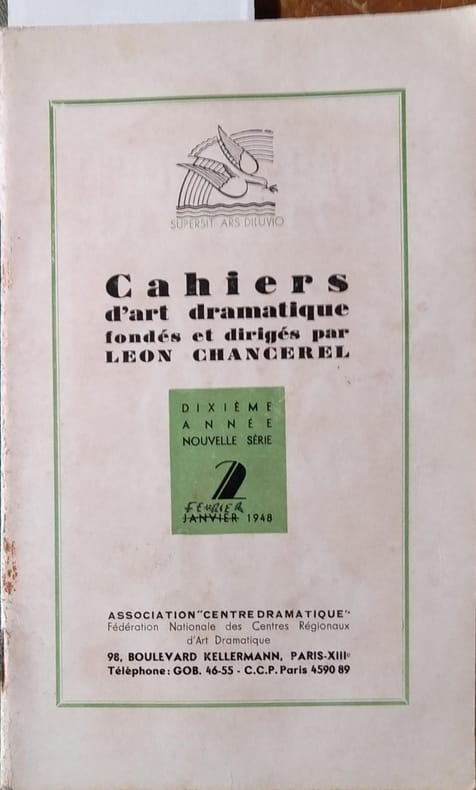 SUPERSIT ARS DILUVIO
Cahiers
d'art dramatique
fondés et dirigés par
LEON CHANCEREL
DIXIÈME
ANNÉE
NOUVELLE SÉRIE
2
FEVRIER
JANVIER 1948
ASSOCIATION "CENTRE DRAMATIQUE"
Fédération Nationale des Centres Régionaux
d'Art Dramatique
98, BOULEVARD KELLERMANN, PARIS-XIIIe
Téléphone: GOB. 46-55 - C.C.P. Paris 4590 89